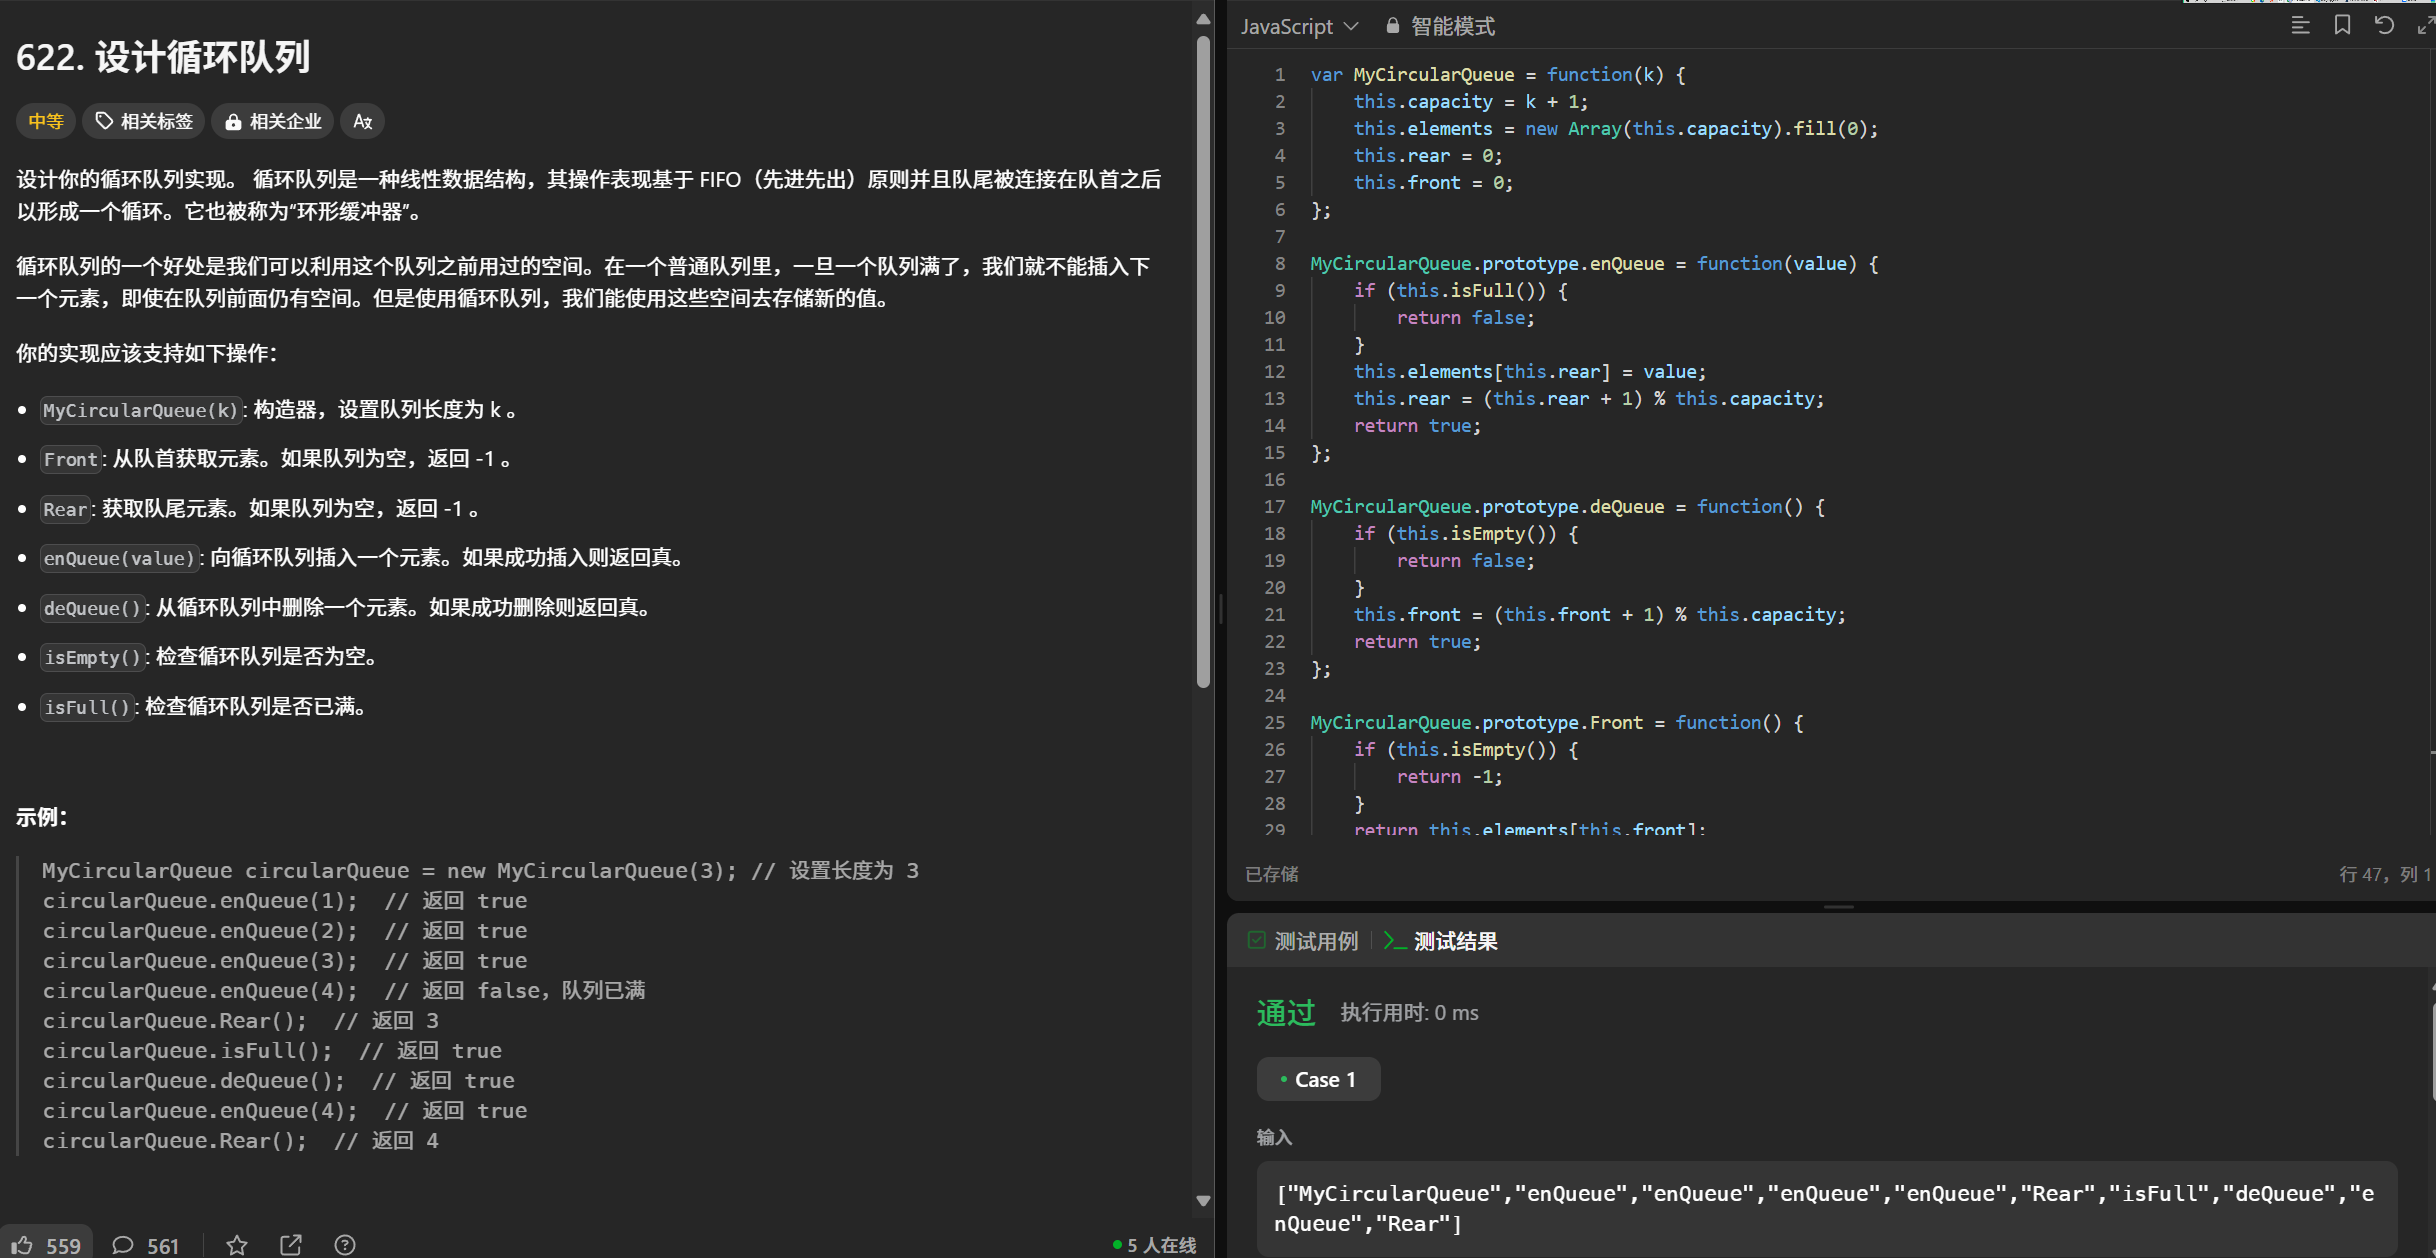 622. 设计循环队列
中等 相关标签 相关企业
设计你的循环队列实现。 循环队列是一种线性数据结构，其操作表现基于 FIFO（先进先出）原则并且队尾被连接在队首之后
以形成一个循环。它也被称为“环形缓冲器”。
循环队列的一个好处是我们可以利用这个队列之前用过的空间。在一个普通队列里，一旦一个队列满了，我们就不能插入下
一个元素，即使在队列前面仍有空间。但是使用循环队列，我们能使用这些空间去存储新的值。
你的实现应该支持如下操作：
• MyCircularQueue(k): 构造器，设置队列长度为 k 。
• Front: 从队首获取元素。如果队列为空，返回 -1 。
• Rear: 获取队尾元素。如果队列为空，返回 -1 。
• enQueue(value): 向循环队列插入一个元素。如果成功插入则返回真。
• deQueue(): 从循环队列中删除一个元素。如果成功删除则返回真。
• isEmpty(): 检查循环队列是否为空。
• isFull(): 检查循环队列是否已满。
示例：
MyCircularQueue circularQueue = new MyCircularQueue(3); // 设置长度为 3
circularQueue.enQueue(1);  // 返回 true
circularQueue.enQueue(2);  // 返回 true
circularQueue.enQueue(3);  // 返回 true
circularQueue.enQueue(4);  // 返回 false，队列已满
circularQueue.Rear();  // 返回 3
circularQueue.isFull();  // 返回 true
circularQueue.deQueue();  // 返回 true
circularQueue.enQueue(4);  // 返回 true
circularQueue.Rear();  // 返回 4
559 561 5 人在线
JavaScript 智能模式
1 var MyCircularQueue = function(k) {
2     this.capacity = k + 1;
3     this.elements = new Array(this.capacity).fill(0);
4     this.rear = 0;
5     this.front = 0;
6 };
7
8 MyCircularQueue.prototype.enQueue = function(value) {
9     if (this.isFull()) {
10         return false;
11     }
12     this.elements[this.rear] = value;
13     this.rear = (this.rear + 1) % this.capacity;
14     return true;
15 };
16
17 MyCircularQueue.prototype.deQueue = function() {
18     if (this.isEmpty()) {
19         return false;
20     }
21     this.front = (this.front + 1) % this.capacity;
22     return true;
23 };
24
25 MyCircularQueue.prototype.Front = function() {
26     if (this.isEmpty()) {
27         return -1;
28     }
29     return this.elements[this.front];
已存储 行 47，列 1
测试用例 测试结果
通过 执行用时: 0 ms
• Case 1
输入
["MyCircularQueue","enQueue","enQueue","enQueue","enQueue","Rear","isFull","deQueue","e
nQueue","Rear"]